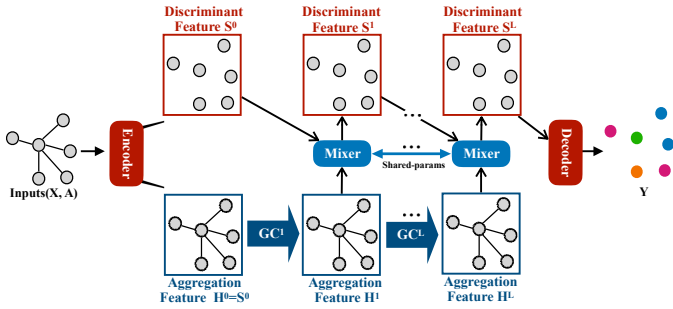 Discriminant
Feature S⁰
Discriminant
Feature S¹
Discriminant
Feature Sᴸ
...
Inputs(X, A)
Encoder
Mixer
...
Shared-params
Mixer
Decoder
Y
GC¹
...
GCᴸ
Aggregation
Feature H⁰=S⁰
Aggregation
Feature H¹
Aggregation
Feature Hᴸ